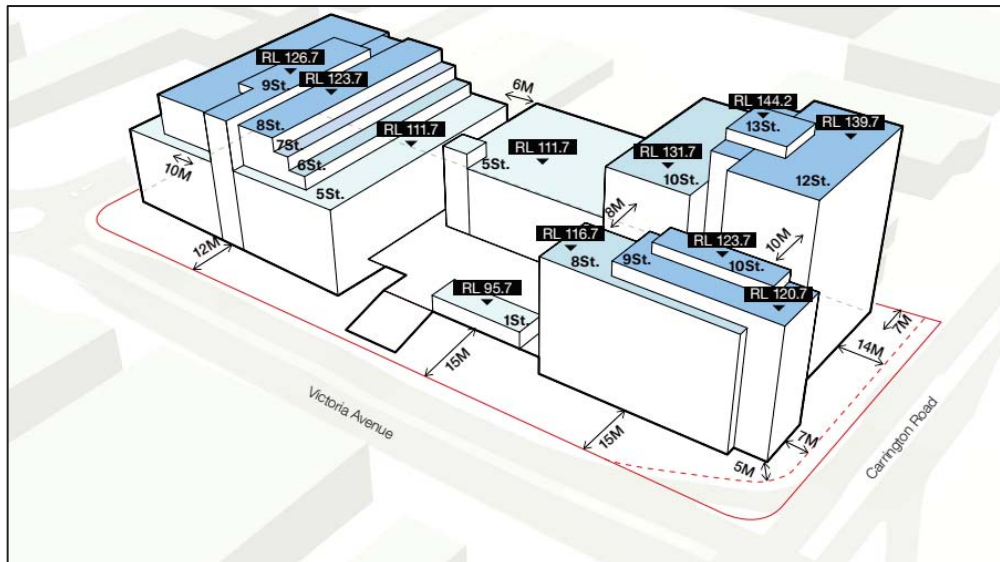 RL 126.7
9St.
RL 123.7
8St.
7St.
6St.
5St.
RL 111.7
10M
12M
6M
5St.
RL 111.7
RL 144.2
13St.
RL 139.7
RL 131.7
10St.
12St.
8M
10M
RL 116.7
8St.
9St.
RL 123.7
10St.
RL 120.7
RL 95.7
1St.
15M
15M
7M
14M
7M
5M
Victoria Avenue
Carrington Road